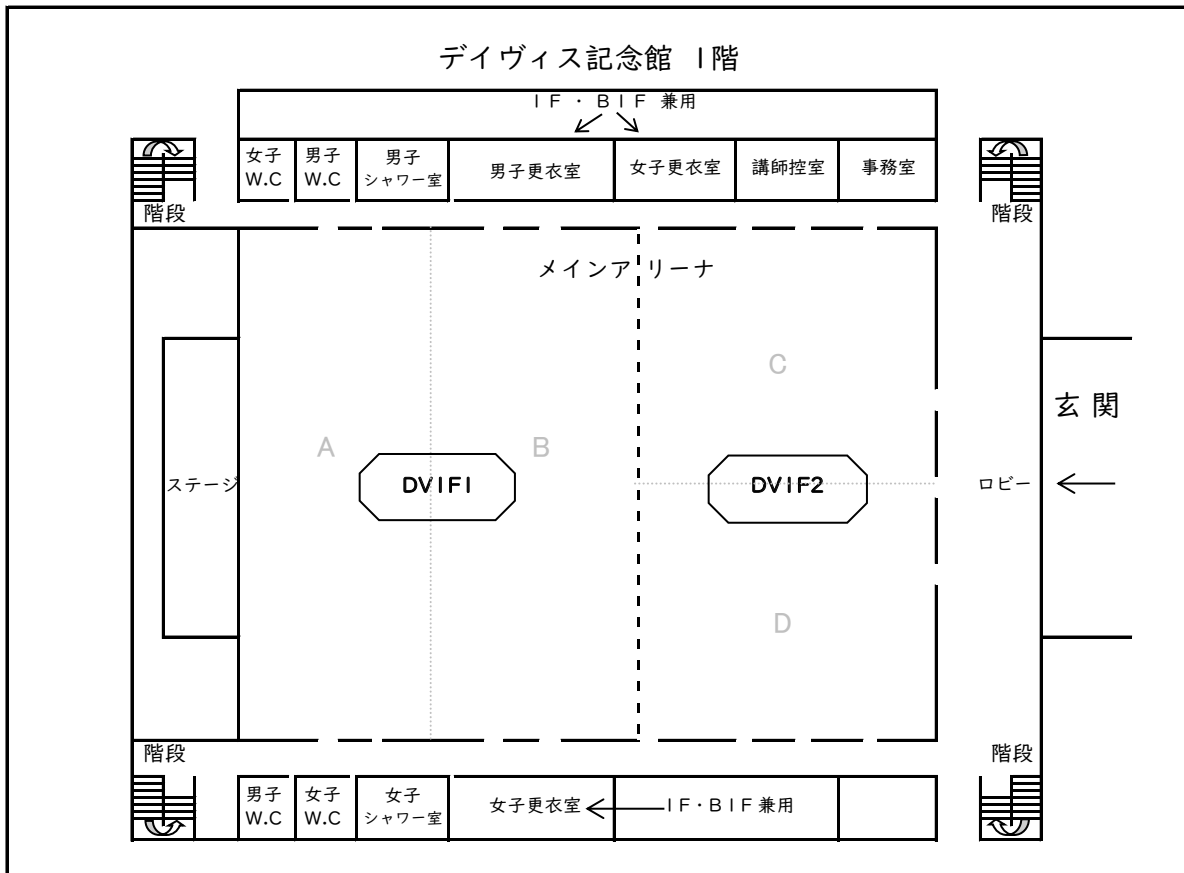 デイヴィス記念館 1階
1F・B1F 兼用
女子
W.C
男子
W.C
男子
シャワー室
男子更衣室
女子更衣室
講師控室
事務室
階段
階段
メインアリーナ
C
玄関
A
B
ステージ
DV1F1
DV1F2
ロビー
D
階段
階段
男子
W.C
女子
W.C
女子
シャワー室
女子更衣室
1F・B1F兼用